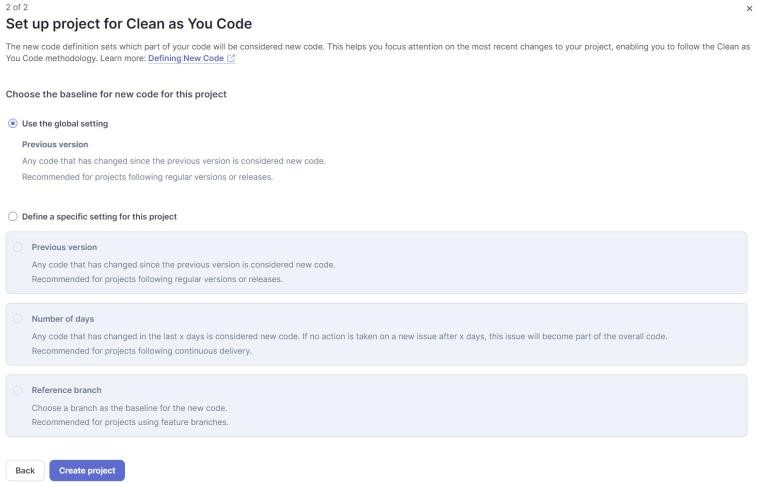 2 of 2
Set up project for Clean as You Code
The new code definition sets which part of your code will be considered new code. This helps you focus attention on the most recent changes to your project, enabling you to follow the Clean as
You Code methodology. Learn more: Defining New Code
Choose the baseline for new code for this project
Use the global setting
Previous version
Any code that has changed since the previous version is considered new code.
Recommended for projects following regular versions or releases.
Define a specific setting for this project
Previous version
Any code that has changed since the previous version is considered new code.
Recommended for projects following regular versions or releases.
Number of days
Any code that has changed in the last x days is considered new code. If no action is taken on a new issue after x days, this issue will become part of the overall code.
Recommended for projects following continuous delivery.
Reference branch
Choose a branch as the baseline for the new code.
Recommended for projects using feature branches.
Back Create project